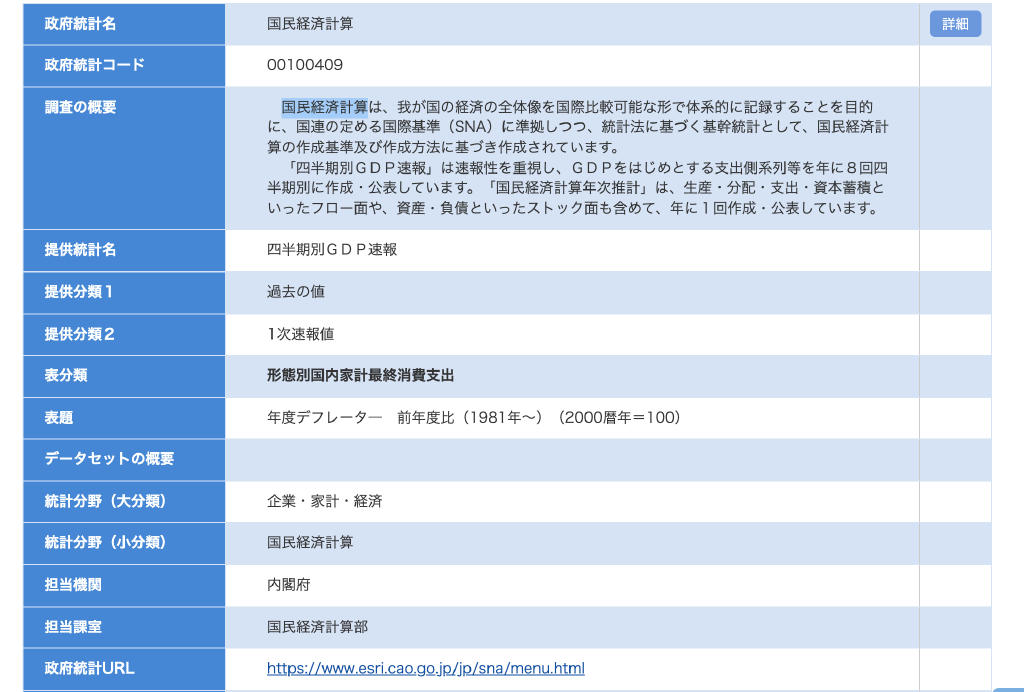 政府統計名 国民経済計算 詳細
政府統計コード 00100409
調査の概要 国民経済計算は、我が国の経済の全体像を国際比較可能な形で体系的に記録することを目的
に、国連の定める国際基準（SNA）に準拠しつつ、統計法に基づく基幹統計として、国民経済計
算の作成基準及び作成方法に基づき作成されています。
「四半期別ＧＤＰ速報」は速報性を重視し、ＧＤＰをはじめとする支出側系列等を年に８回四
半期別に作成・公表しています。「国民経済計算年次推計」は、生産・分配・支出・資本蓄積と
いったフロー面や、資産・負債といったストック面も含めて、年に１回作成・公表しています。
提供統計名 四半期別ＧＤＰ速報
提供分類１ 過去の値
提供分類２ 1次速報値
表分類 形態別国内家計最終消費支出
表題 年度デフレーター　前年度比（1981年～）（2000暦年＝100）
データセットの概要
統計分野（大分類） 企業・家計・経済
統計分野（小分類） 国民経済計算
担当機関 内閣府
担当課室 国民経済計算部
政府統計URL https://www.esri.cao.go.jp/jp/sna/menu.html